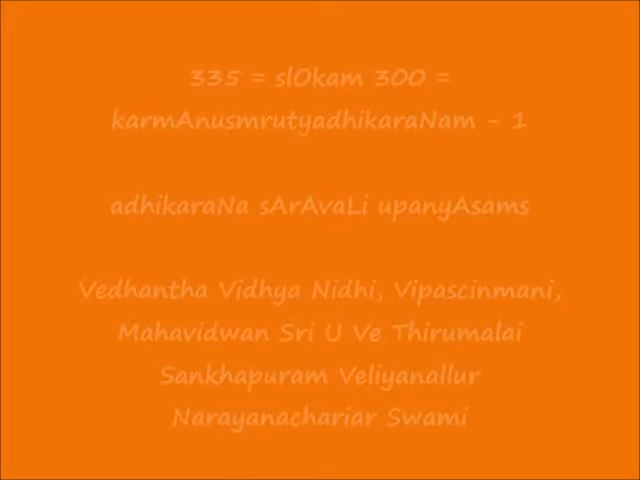 335 = slOkam 300 =
karmAnusmrutyadhikaraNam - 1
adhikaraNa sArAvaLi upanyAsams
Vedhantha Vidhya Nidhi, Vipascinmani,
Mahavidwan Sri U Ve Thirumalai
Sankhapuram Veliyanallur
Narayanachariar Swami